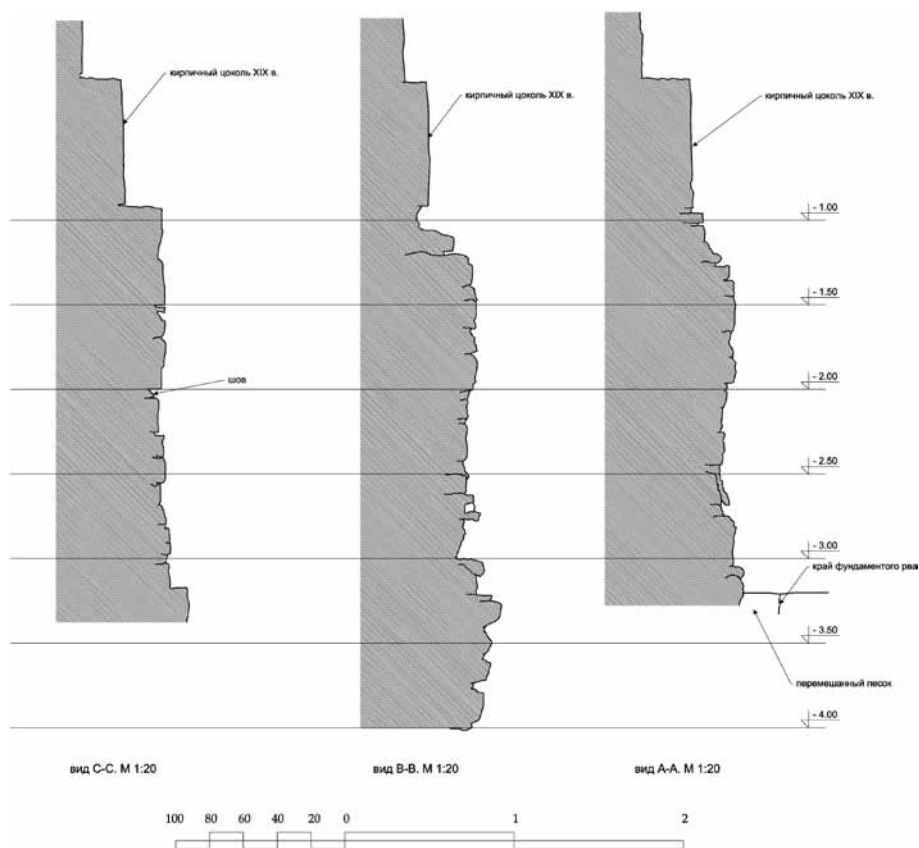 кирпичный цоколь XIX в.
кирпичный цоколь XIX в.
кирпичный цоколь XIX в.
- 1.00
- 1.50
шов
- 2.00
- 2.50
- 3.00
край фундаментого рва
- 3.50
перемешанный песок
- 4.00
вид С-С. М 1:20
вид В-В. М 1:20
вид А-А. М 1:20
100 80 60 40 20 0 1 2